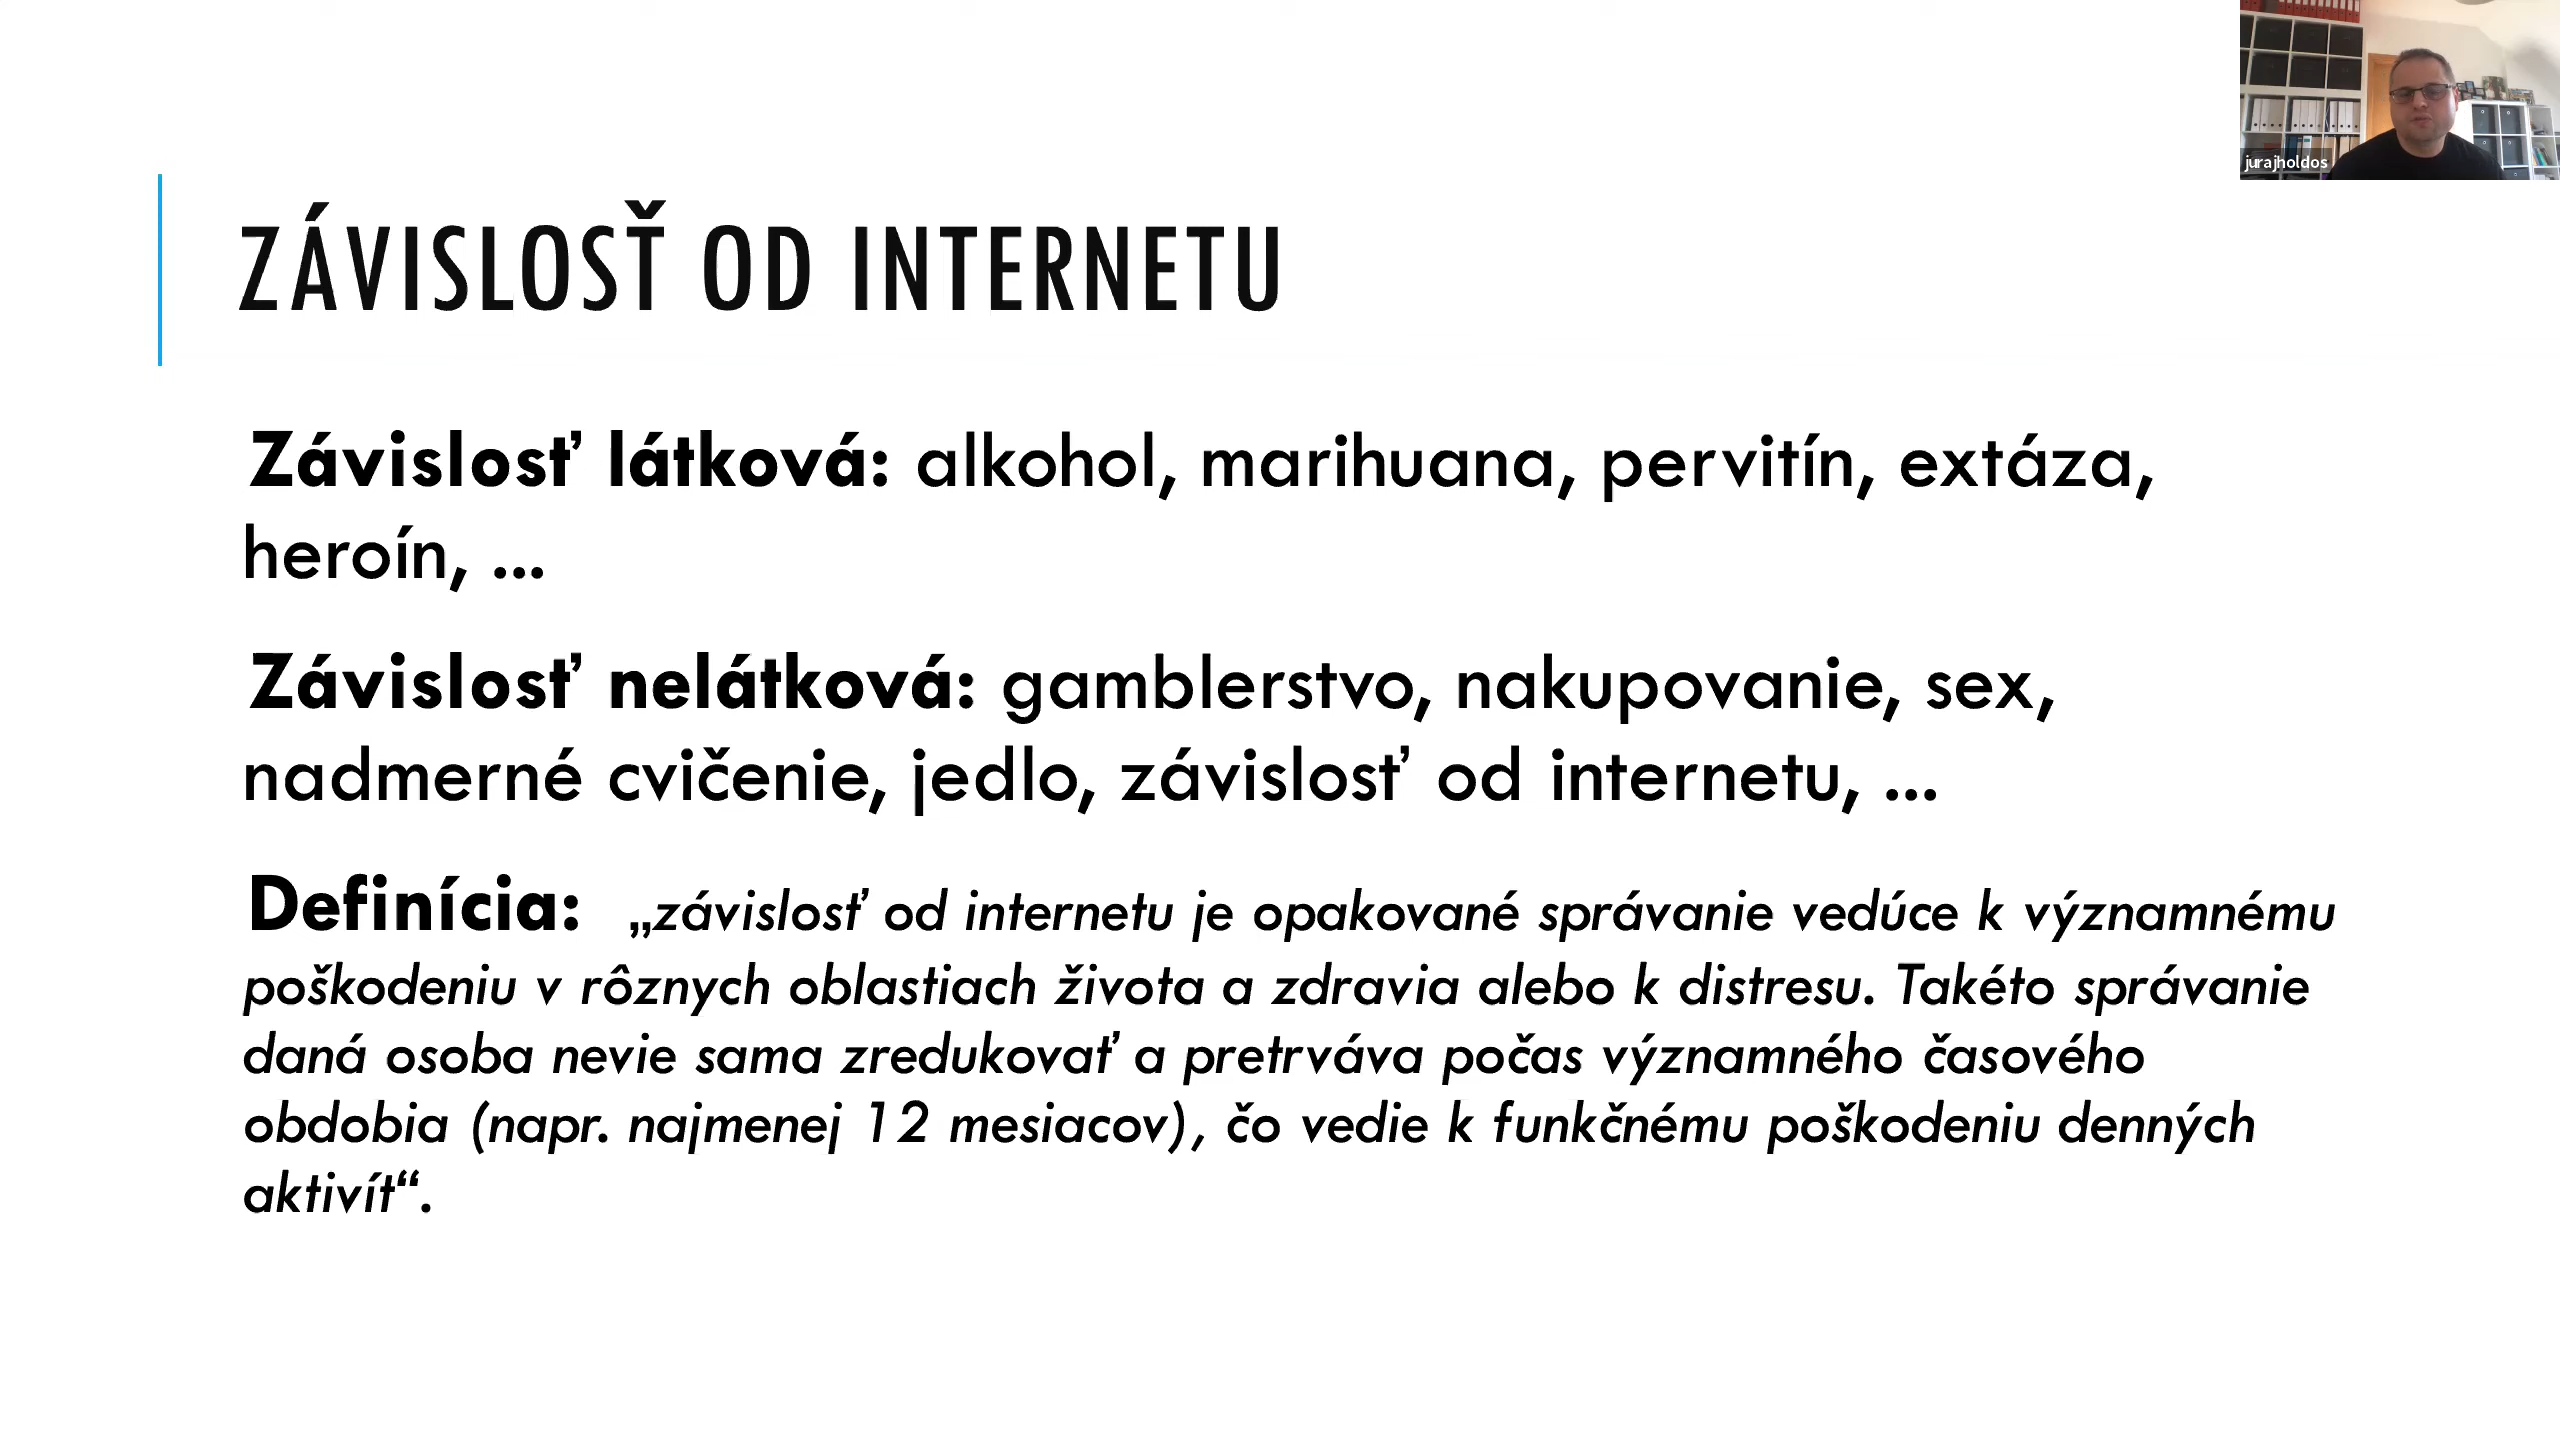 jurajholdos
ZÁVISLOSŤ OD INTERNETU
Závislosť látková: alkohol, marihuana, pervitín, extáza,
heroín, ...
Závislosť nelátková: gamblerstvo, nakupovanie, sex,
nadmerné cvičenie, jedlo, závislosť od internetu, ...
Definícia: „závislosť od internetu je opakované správanie vedúce k významnému
poškodeniu v rôznych oblastiach života a zdravia alebo k distresu. Takéto správanie
daná osoba nevie sama zredukovať a pretrváva počas významného časového
obdobia (napr. najmenej 12 mesiacov), čo vedie k funkčnému poškodeniu denných
aktivít“.